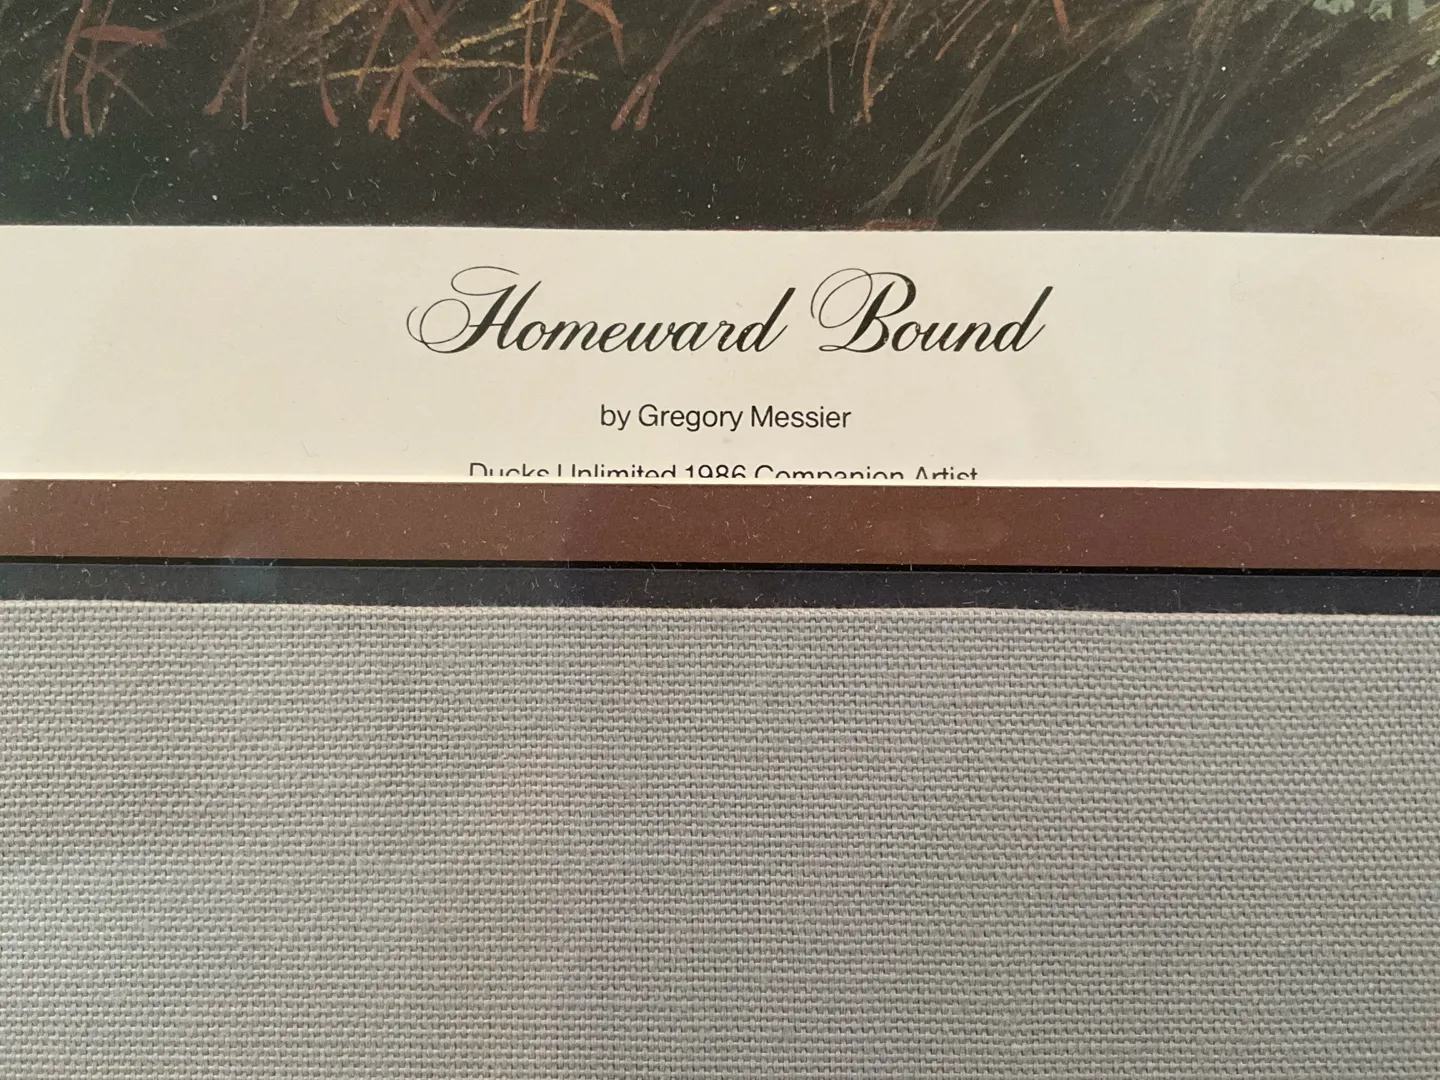 Homeward Bound
by Gregory Messier
Ducks Unlimited 1986 Companion Artist